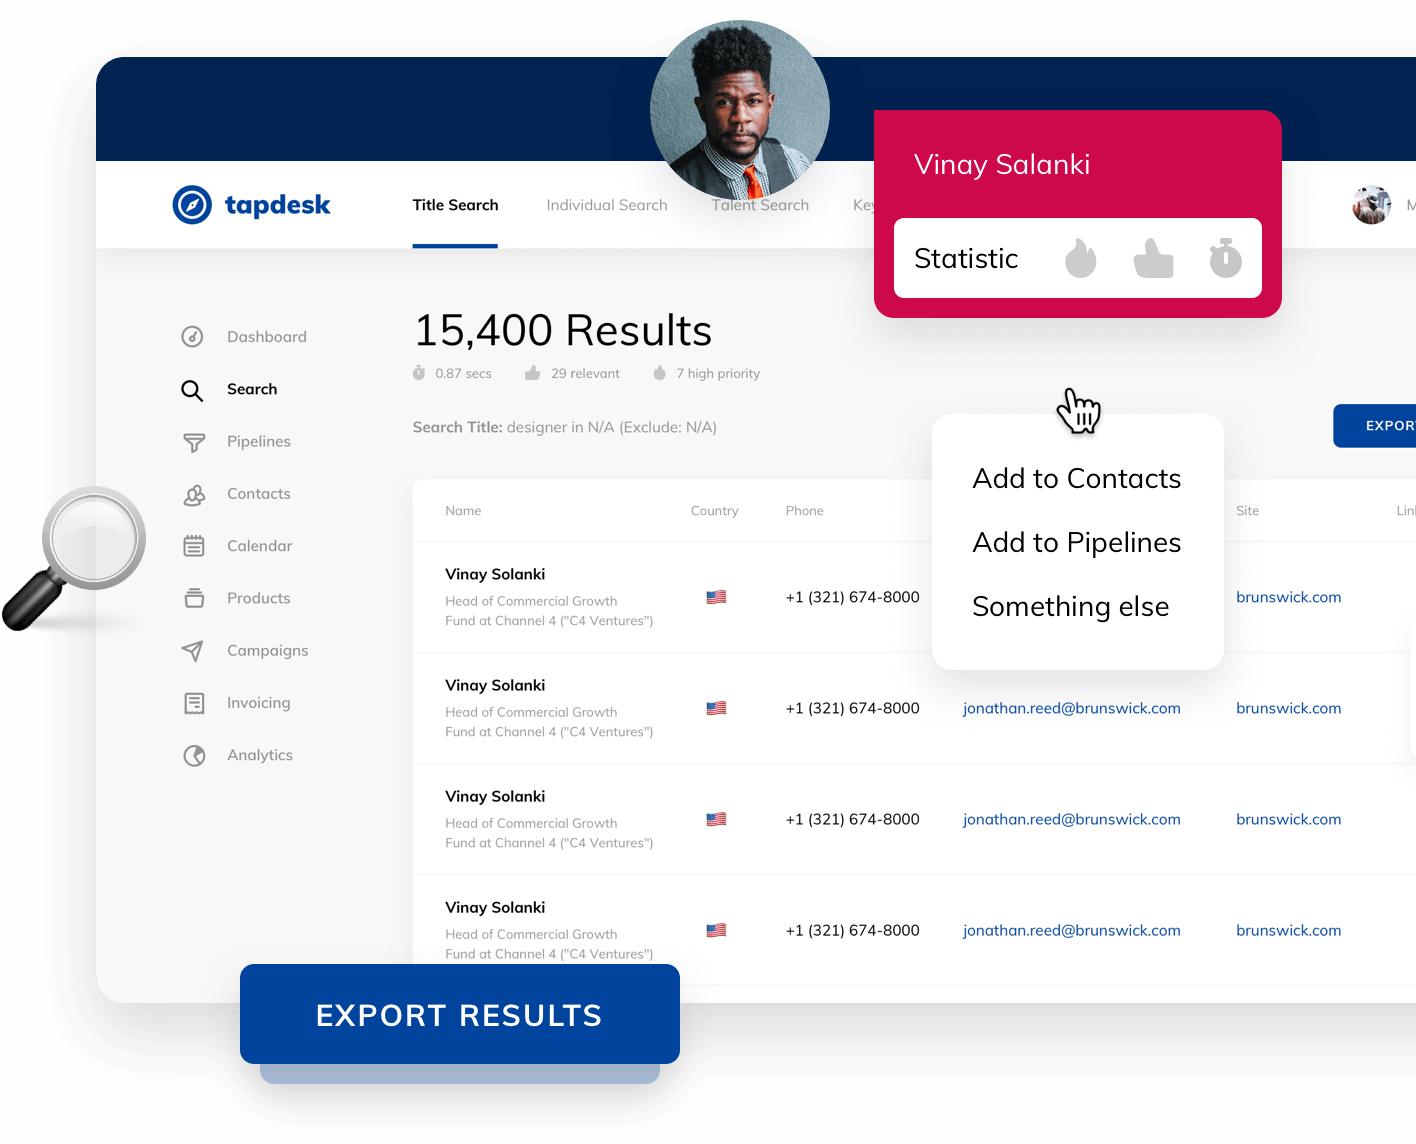 Vinay Salanki
tapdesk
Title Search
Individual Search
Talent Search
Statistic
Dashboard
Search
Pipelines
Contacts
Calendar
Products
Campaigns
Invoicing
Analytics
15,400 Results
0.87 secs
29 relevant
7 high priority
Search Title: designer in N/A (Exclude: N/A)
Add to Contacts
Add to Pipelines
Something else
Name
Country
Phone
Site
Vinay Solanki
Head of Commercial Growth
Fund at Channel 4 ("C4 Ventures")
+1 (321) 674-8000
brunswick.com
Vinay Solanki
Head of Commercial Growth
Fund at Channel 4 ("C4 Ventures")
+1 (321) 674-8000
jonathan.reed@brunswick.com
brunswick.com
Vinay Solanki
Head of Commercial Growth
Fund at Channel 4 ("C4 Ventures")
+1 (321) 674-8000
jonathan.reed@brunswick.com
brunswick.com
Vinay Solanki
Head of Commercial Growth
Fund at Channel 4 ("C4 Ventures")
+1 (321) 674-8000
jonathan.reed@brunswick.com
brunswick.com
EXPORT RESULTS